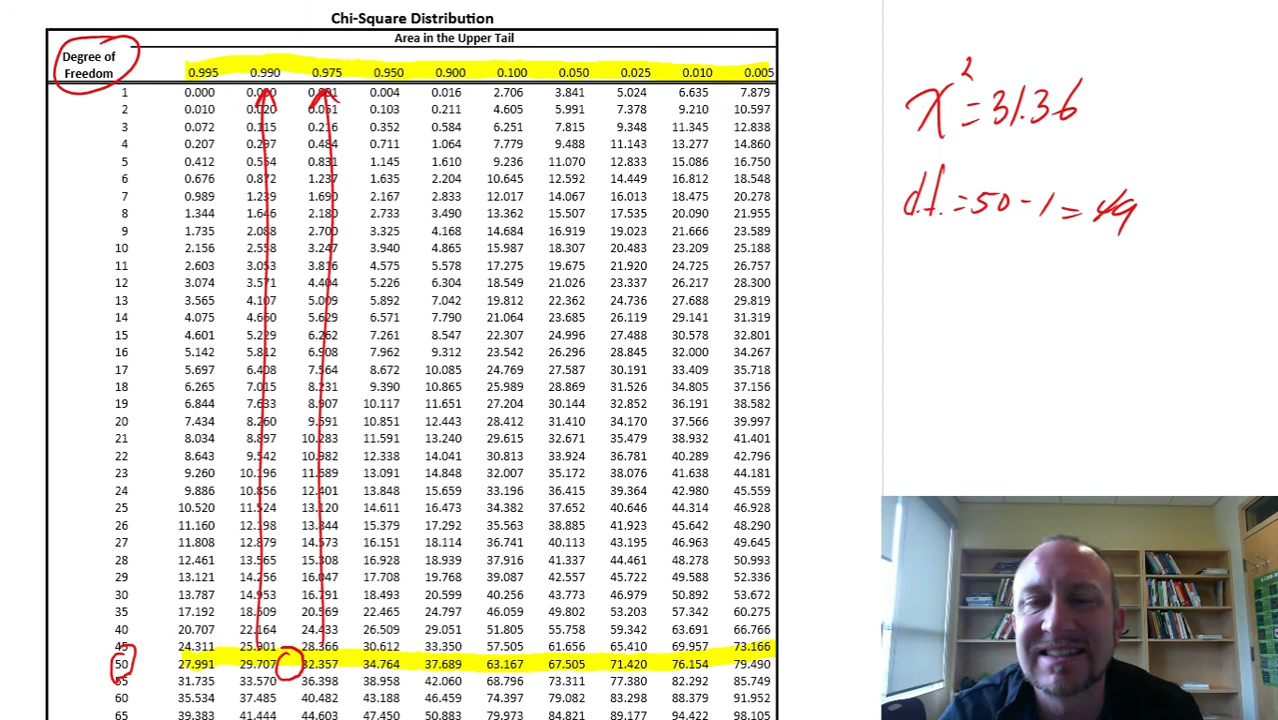 Chi-Square Distribution
Area in the Upper Tail
Degree of
Freedom 0.995 0.990 0.975 0.950 0.900 0.100 0.050 0.025 0.010 0.005
1 0.000 0.000 0.001 0.004 0.016 2.706 3.841 5.024 6.635 7.879
2 0.010 0.020 0.051 0.103 0.211 4.605 5.991 7.378 9.210 10.597
3 0.072 0.115 0.216 0.352 0.584 6.251 7.815 9.348 11.345 12.838
4 0.207 0.297 0.484 0.711 1.064 7.779 9.488 11.143 13.277 14.860
5 0.412 0.554 0.831 1.145 1.610 9.236 11.070 12.833 15.086 16.750
6 0.676 0.872 1.237 1.635 2.204 10.645 12.592 14.449 16.812 18.548
7 0.989 1.239 1.690 2.167 2.833 12.017 14.067 16.013 18.475 20.278
8 1.344 1.646 2.180 2.733 3.490 13.362 15.507 17.535 20.090 21.955
9 1.735 2.088 2.700 3.325 4.168 14.684 16.919 19.023 21.666 23.589
10 2.156 2.558 3.247 3.940 4.865 15.987 18.307 20.483 23.209 25.188
11 2.603 3.053 3.816 4.575 5.578 17.275 19.675 21.920 24.725 26.757
12 3.074 3.571 4.404 5.226 6.304 18.549 21.026 23.337 26.217 28.300
13 3.565 4.107 5.009 5.892 7.042 19.812 22.362 24.736 27.688 29.819
14 4.075 4.660 5.629 6.571 7.790 21.064 23.685 26.119 29.141 31.319
15 4.601 5.229 6.262 7.261 8.547 22.307 24.996 27.488 30.578 32.801
16 5.142 5.812 6.908 7.962 9.312 23.542 26.296 28.845 32.000 34.267
17 5.697 6.408 7.564 8.672 10.085 24.769 27.587 30.191 33.409 35.718
18 6.265 7.015 8.231 9.390 10.865 25.989 28.869 31.526 34.805 37.156
19 6.844 7.633 8.907 10.117 11.651 27.204 30.144 32.852 36.191 38.582
20 7.434 8.260 9.591 10.851 12.443 28.412 31.410 34.170 37.566 39.997
21 8.034 8.897 10.283 11.591 13.240 29.615 32.671 35.479 38.932 41.401
22 8.643 9.542 10.982 12.338 14.041 30.813 33.924 36.781 40.289 42.796
23 9.260 10.196 11.689 13.091 14.848 32.007 35.172 38.076 41.638 44.181
24 9.886 10.856 12.401 13.848 15.659 33.196 36.415 39.364 42.980 45.559
25 10.520 11.524 13.120 14.611 16.473 34.382 37.652 40.646 44.314 46.928
26 11.160 12.198 13.844 15.379 17.292 35.563 38.885 41.923 45.642 48.290
27 11.808 12.879 14.573 16.151 18.114 36.741 40.113 43.195 46.963 49.645
28 12.461 13.565 15.308 16.928 18.939 37.916 41.337 44.461 48.278 50.993
29 13.121 14.256 16.047 17.708 19.768 39.087 42.557 45.722 49.588 52.336
30 13.787 14.953 16.791 18.493 20.599 40.256 43.773 46.979 50.892 53.672
35 17.192 18.509 20.569 22.465 24.797 46.059 49.802 53.203 57.342 60.275
40 20.707 22.164 24.433 26.509 29.051 51.805 55.758 59.342 63.691 66.766
45 24.311 25.901 28.366 30.612 33.350 57.505 61.656 65.410 69.957 73.166
50 27.991 29.707 32.357 34.764 37.689 63.167 67.505 71.420 76.154 79.490
55 31.735 33.570 36.398 38.958 42.060 68.796 73.311 77.380 82.292 85.749
60 35.534 37.485 40.482 43.188 46.459 74.397 79.082 83.298 88.379 91.952
65 39.383 41.444 44.603 47.450 50.883 79.973 84.821 89.177 94.422 98.105
χ² = 31.36
d.f. = 50 - 1 = 49